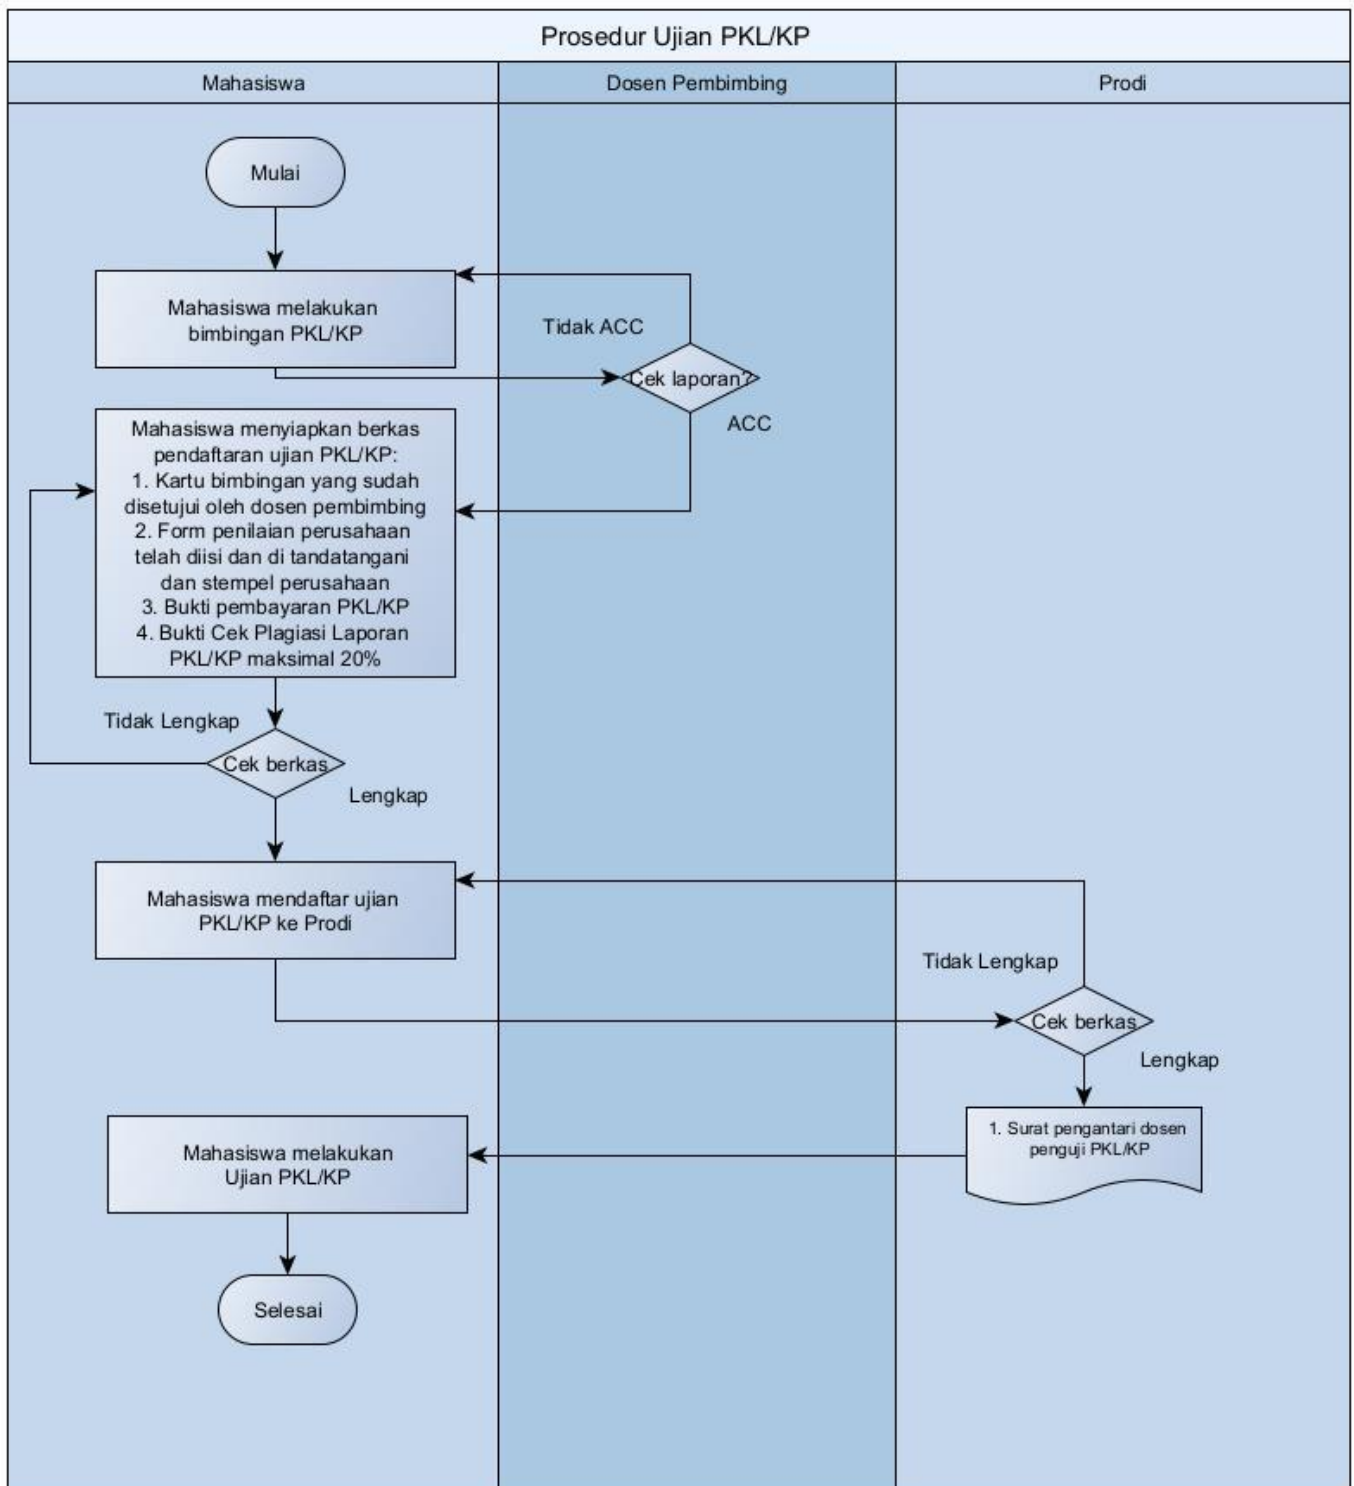 Prosedur Ujian PKL/KP
Mahasiswa
Dosen Pembimbing
Prodi
Mulai
Mahasiswa melakukan
bimbingan PKL/KP
Tidak ACC
Cek laporan?
ACC
Mahasiswa menyiapkan berkas
pendaftaran ujian PKL/KP:
1. Kartu bimbingan yang sudah
disetujui oleh dosen pembimbing
2. Form penilaian perusahaan
telah diisi dan di tandatangani
dan stempel perusahaan
3. Bukti pembayaran PKL/KP
4. Bukti Cek Plagiasi Laporan
PKL/KP maksimal 20%
Tidak Lengkap
Cek berkas
Lengkap
Mahasiswa mendaftar ujian
PKL/KP ke Prodi
Tidak Lengkap
Cek berkas
Lengkap
1. Surat pengantari dosen
penguji PKL/KP
Mahasiswa melakukan
Ujian PKL/KP
Selesai